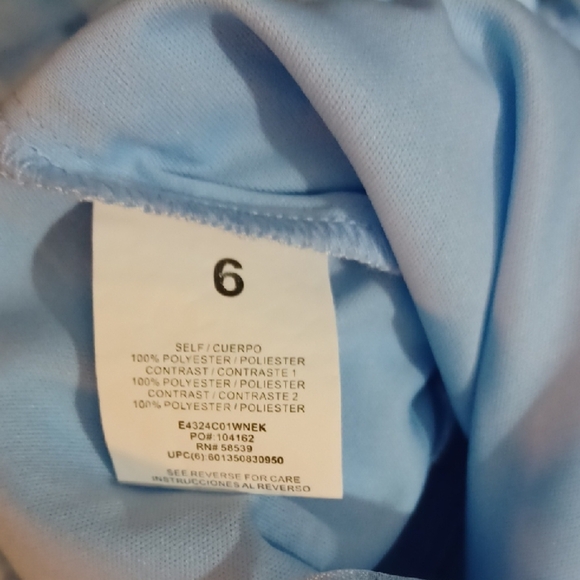 6
SELF / CUERPO
100% POLYESTER / POLIESTER
CONTRAST / CONTRASTE 1
100% POLYESTER / POLIESTER
CONTRAST / CONTRASTE 2
100% POLYESTER / POLIESTER
E4324C01WNEK
PO#: 104162
RN# 58539
UPC(6):601350830950
SEE REVERSE FOR CARE
INSTRUCCIONES AL REVERSO